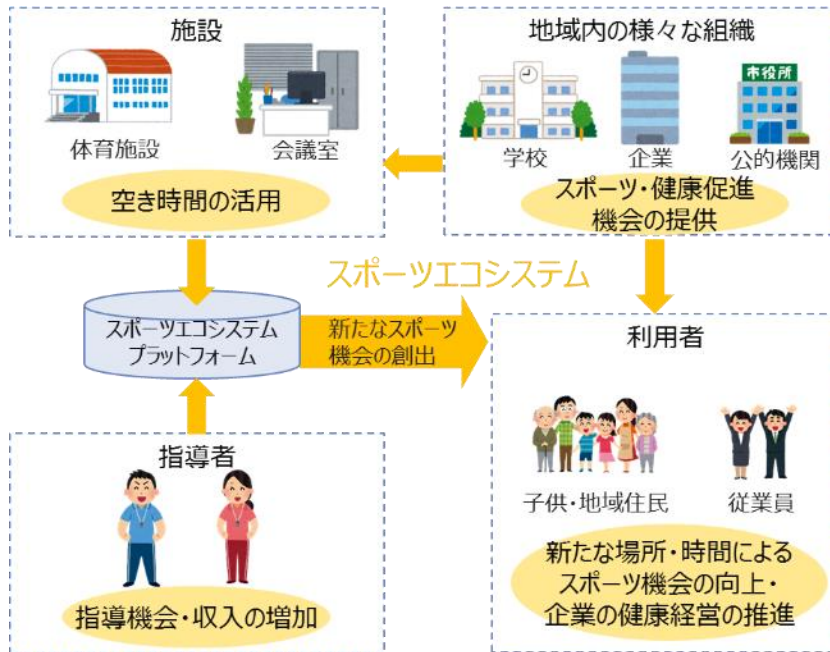 施設
体育施設
会議室
空き時間の活用
地域内の様々な組織
市役所
学校
企業
公的機関
スポーツ・健康促進
機会の提供
スポーツエコシステム
スポーツエコシステム
プラットフォーム
新たなスポーツ
機会の創出
利用者
子供・地域住民
従業員
新たな場所・時間による
スポーツ機会の向上・
企業の健康経営の推進
指導者
指導機会・収入の増加